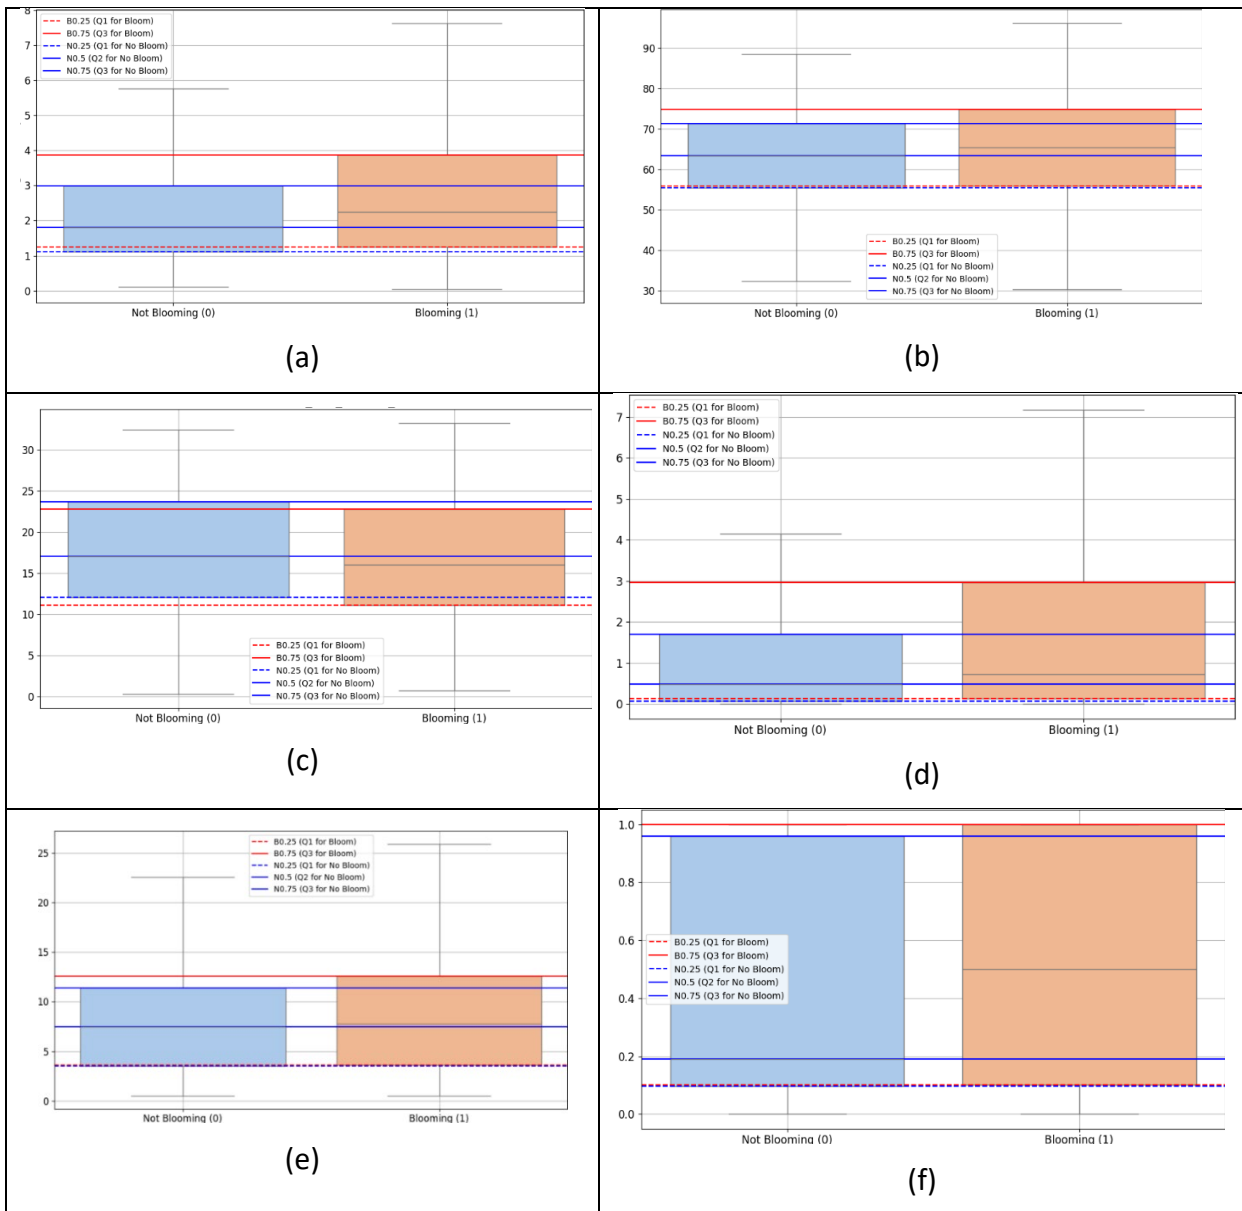 8
7
6
5
4
3
2
1
0
B0.25 (Q1 for Bloom)
B0.75 (Q3 for Bloom)
N0.25 (Q1 for No Bloom)
N0.5 (Q2 for No Bloom)
N0.75 (Q3 for No Bloom)
Not Blooming (0)
Blooming (1)
(a)
90
80
70
60
50
40
30
B0.25 (Q1 for Bloom)
B0.75 (Q3 for Bloom)
N0.25 (Q1 for No Bloom)
N0.5 (Q2 for No Bloom)
N0.75 (Q3 for No Bloom)
Not Blooming (0)
Blooming (1)
(b)
30
25
20
15
10
5
0
B0.25 (Q1 for Bloom)
B0.75 (Q3 for Bloom)
N0.25 (Q1 for No Bloom)
N0.5 (Q2 for No Bloom)
N0.75 (Q3 for No Bloom)
Not Blooming (0)
Blooming (1)
(c)
7
6
5
4
3
2
1
0
B0.25 (Q1 for Bloom)
B0.75 (Q3 for Bloom)
N0.25 (Q1 for No Bloom)
N0.5 (Q2 for No Bloom)
N0.75 (Q3 for No Bloom)
Not Blooming (0)
Blooming (1)
(d)
25
20
15
10
5
0
B0.25 (Q1 for Bloom)
B0.75 (Q3 for Bloom)
N0.25 (Q1 for No Bloom)
N0.5 (Q2 for No Bloom)
N0.75 (Q3 for No Bloom)
Not Blooming (0)
Blooming (1)
(e)
1.0
0.8
0.6
0.4
0.2
0.0
B0.25 (Q1 for Bloom)
B0.75 (Q3 for Bloom)
N0.25 (Q1 for No Bloom)
N0.5 (Q2 for No Bloom)
N0.75 (Q3 for No Bloom)
Not Blooming (0)
Blooming (1)
(f)